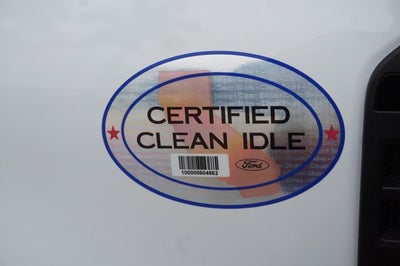 CERTIFIED
CLEAN IDLE
100000604862
Ford